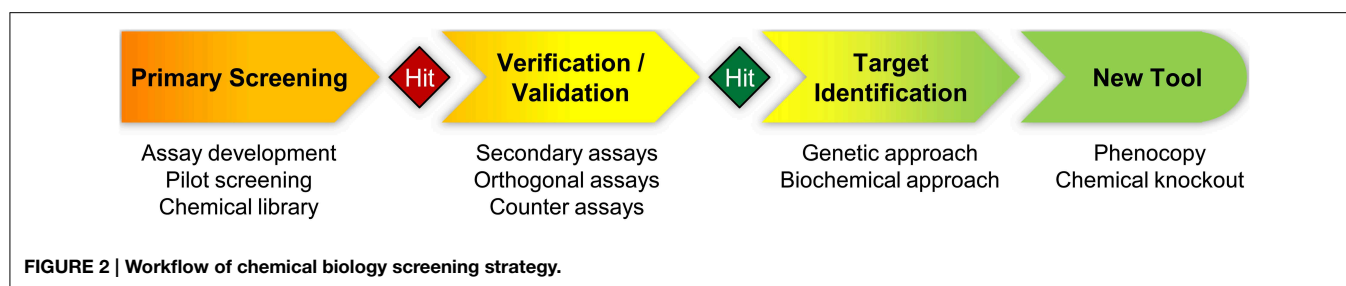 Primary Screening
Hit
Verification /
Validation
Hit
Target
Identification
New Tool
Assay development
Pilot screening
Chemical library
Secondary assays
Orthogonal assays
Counter assays
Genetic approach
Biochemical approach
Phenocopy
Chemical knockout
FIGURE 2 | Workflow of chemical biology screening strategy.